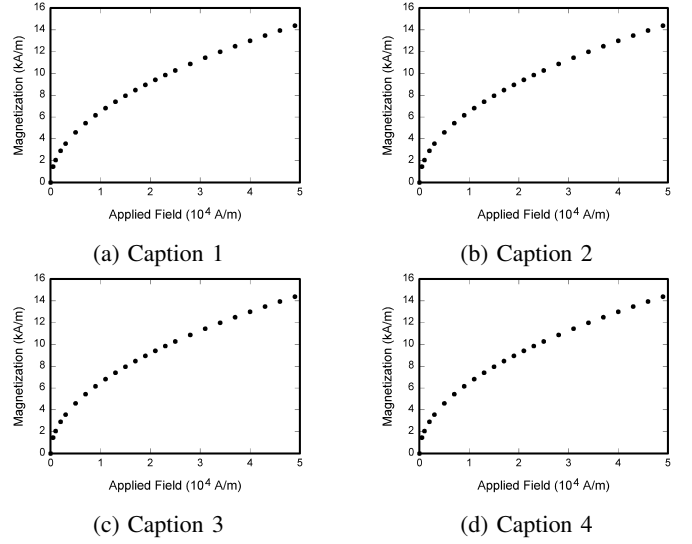 16
14
12
10
8
6
4
2
0
Magnetization (kA/m)
0 1 2 3 4 5
Applied Field (10⁴ A/m)
(a) Caption 1
16
14
12
10
8
6
4
2
0
Magnetization (kA/m)
0 1 2 3 4 5
Applied Field (10⁴ A/m)
(b) Caption 2
16
14
12
10
8
6
4
2
0
Magnetization (kA/m)
0 1 2 3 4 5
Applied Field (10⁴ A/m)
(c) Caption 3
16
14
12
10
8
6
4
2
0
Magnetization (kA/m)
0 1 2 3 4 5
Applied Field (10⁴ A/m)
(d) Caption 4